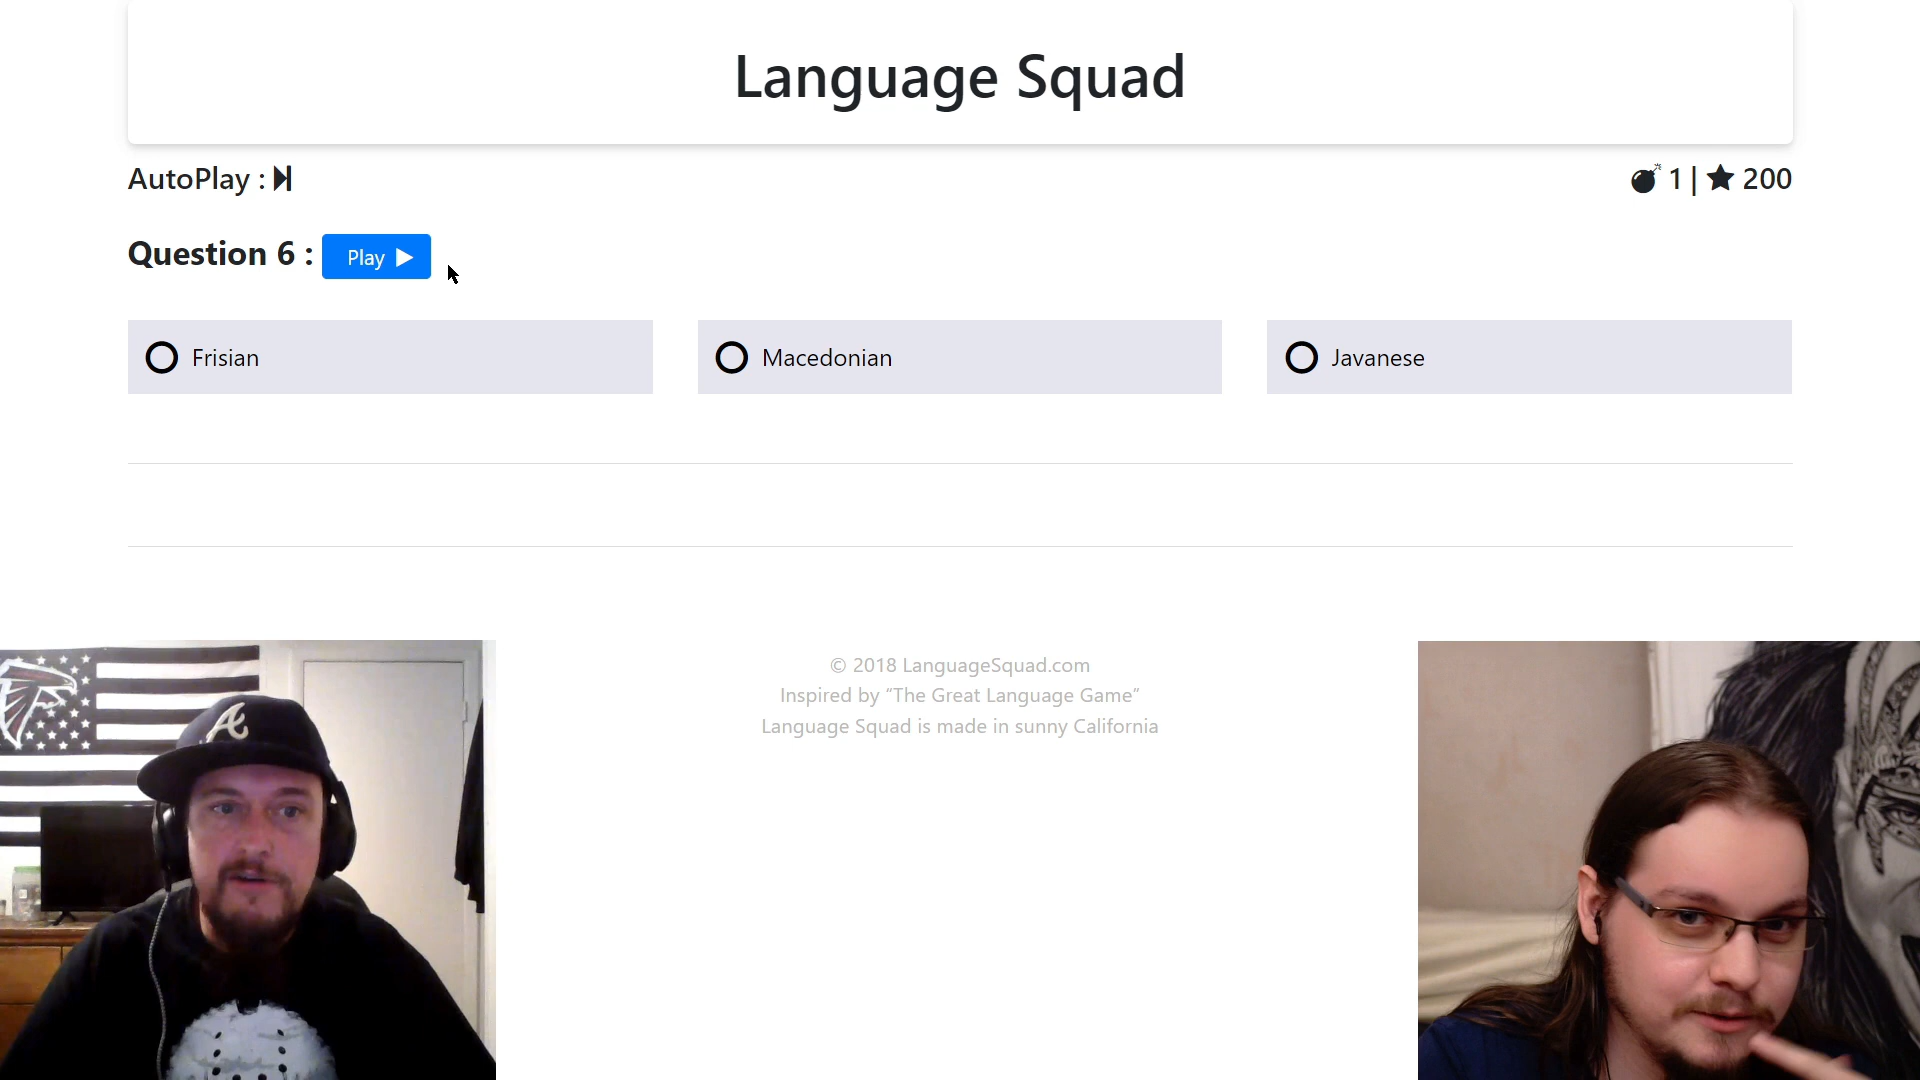 Language Squad
AutoPlay :
1 | 200
Question 6 : Play
Frisian
Macedonian
Javanese
© 2018 LanguageSquad.com
Inspired by “The Great Language Game”
Language Squad is made in sunny California
A